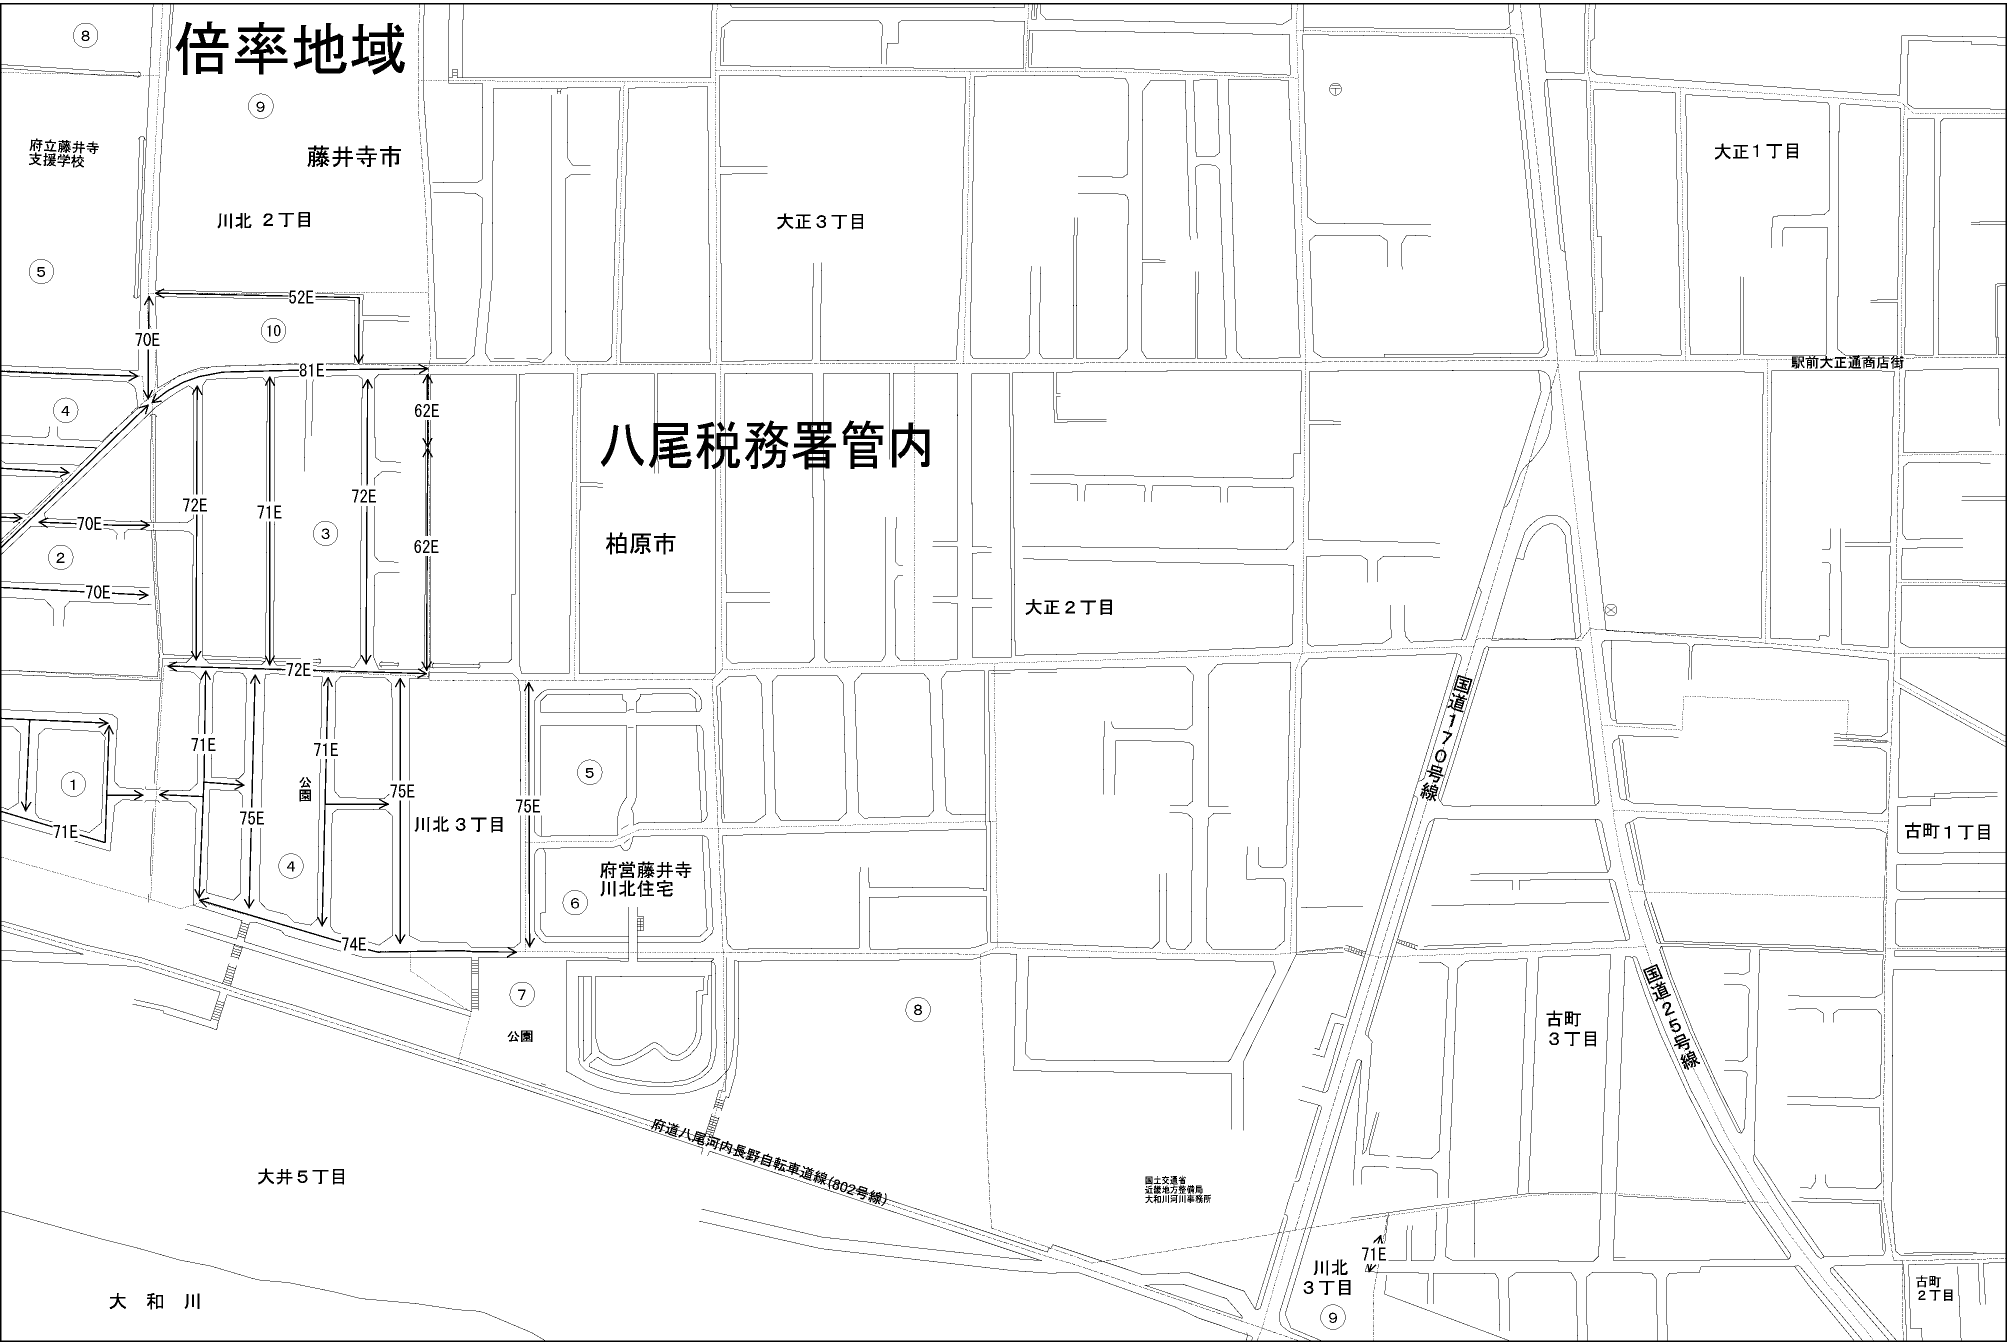 ⑧
倍率地域
⑨
府立藤井寺
支援学校
藤井寺市
大正１丁目
川北 ２丁目
大正３丁目
⑤
52E
⑩
70E
81E
駅前大正通商店街
④
62E
八尾税務署管内
72E
71E
72E
70E
③
62E
柏原市
②
70E
大正２丁目
72E
国道１７０号線
71E
71E
公園
①
75E
75E
75E
⑤
71E
川北３丁目
古町１丁目
④
府営藤井寺
川北住宅
⑥
74E
⑦
公園
⑧
古町
３丁目
国道２５号線
府道八尾河内長野自転車道線(802号線)
大井５丁目
国土交通省
近畿地方整備局
大和川河川事務所
71E
川北
３丁目
⑨
古町
２丁目
大 和 川